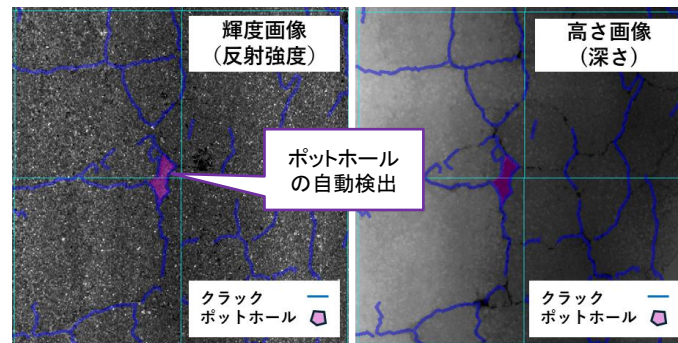 輝度画像
（反射強度）
高さ画像
（深さ）
ポットホール
の自動検出
クラック
ポットホール
クラック
ポットホール